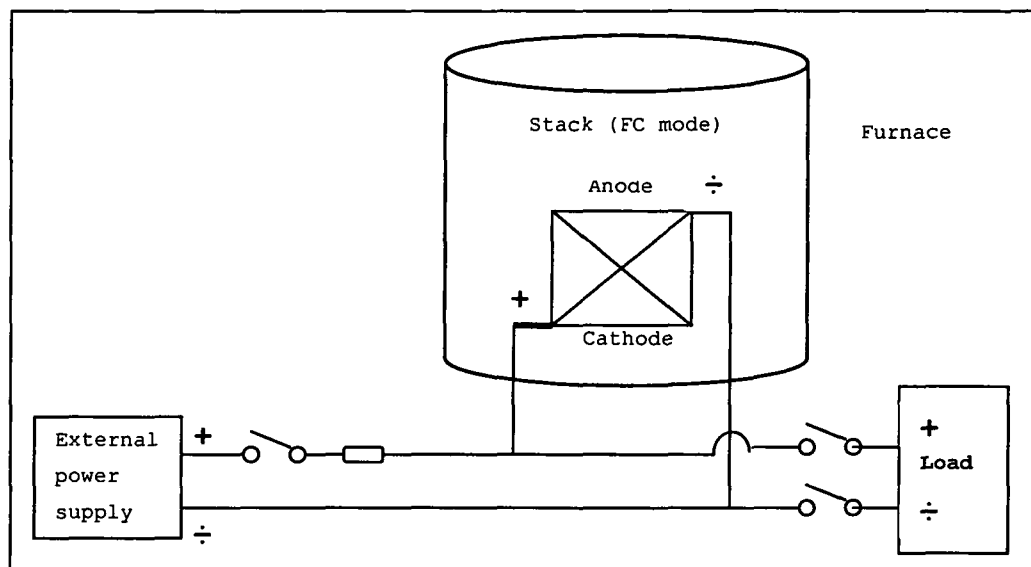 Stack (FC mode)
Furnace
Anode
÷
+
Cathode
External
power
supply
+
÷
+
Load
÷